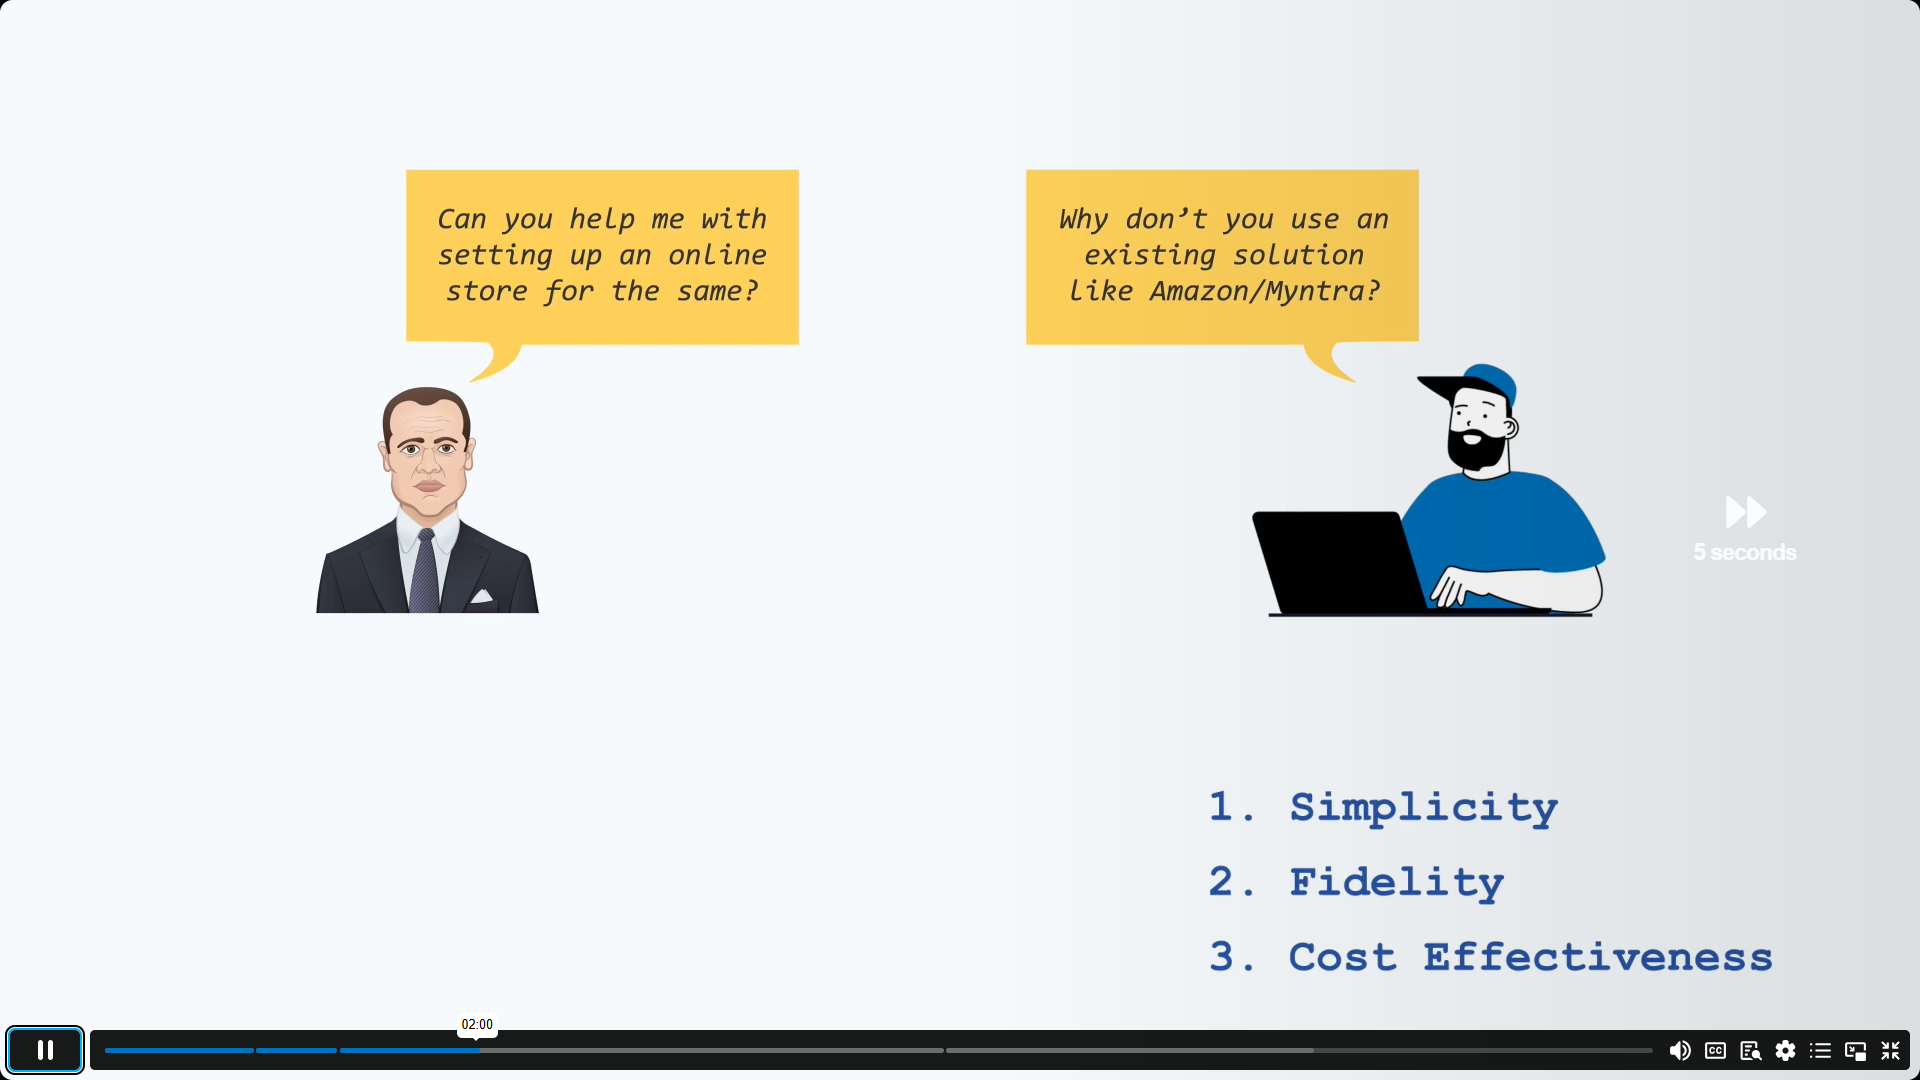 Can you help me with
setting up an online
store for the same?
Why don’t you use an
existing solution
like Amazon/Myntra?
5 seconds
1. Simplicity
2. Fidelity
3. Cost Effectiveness
02:00
CC